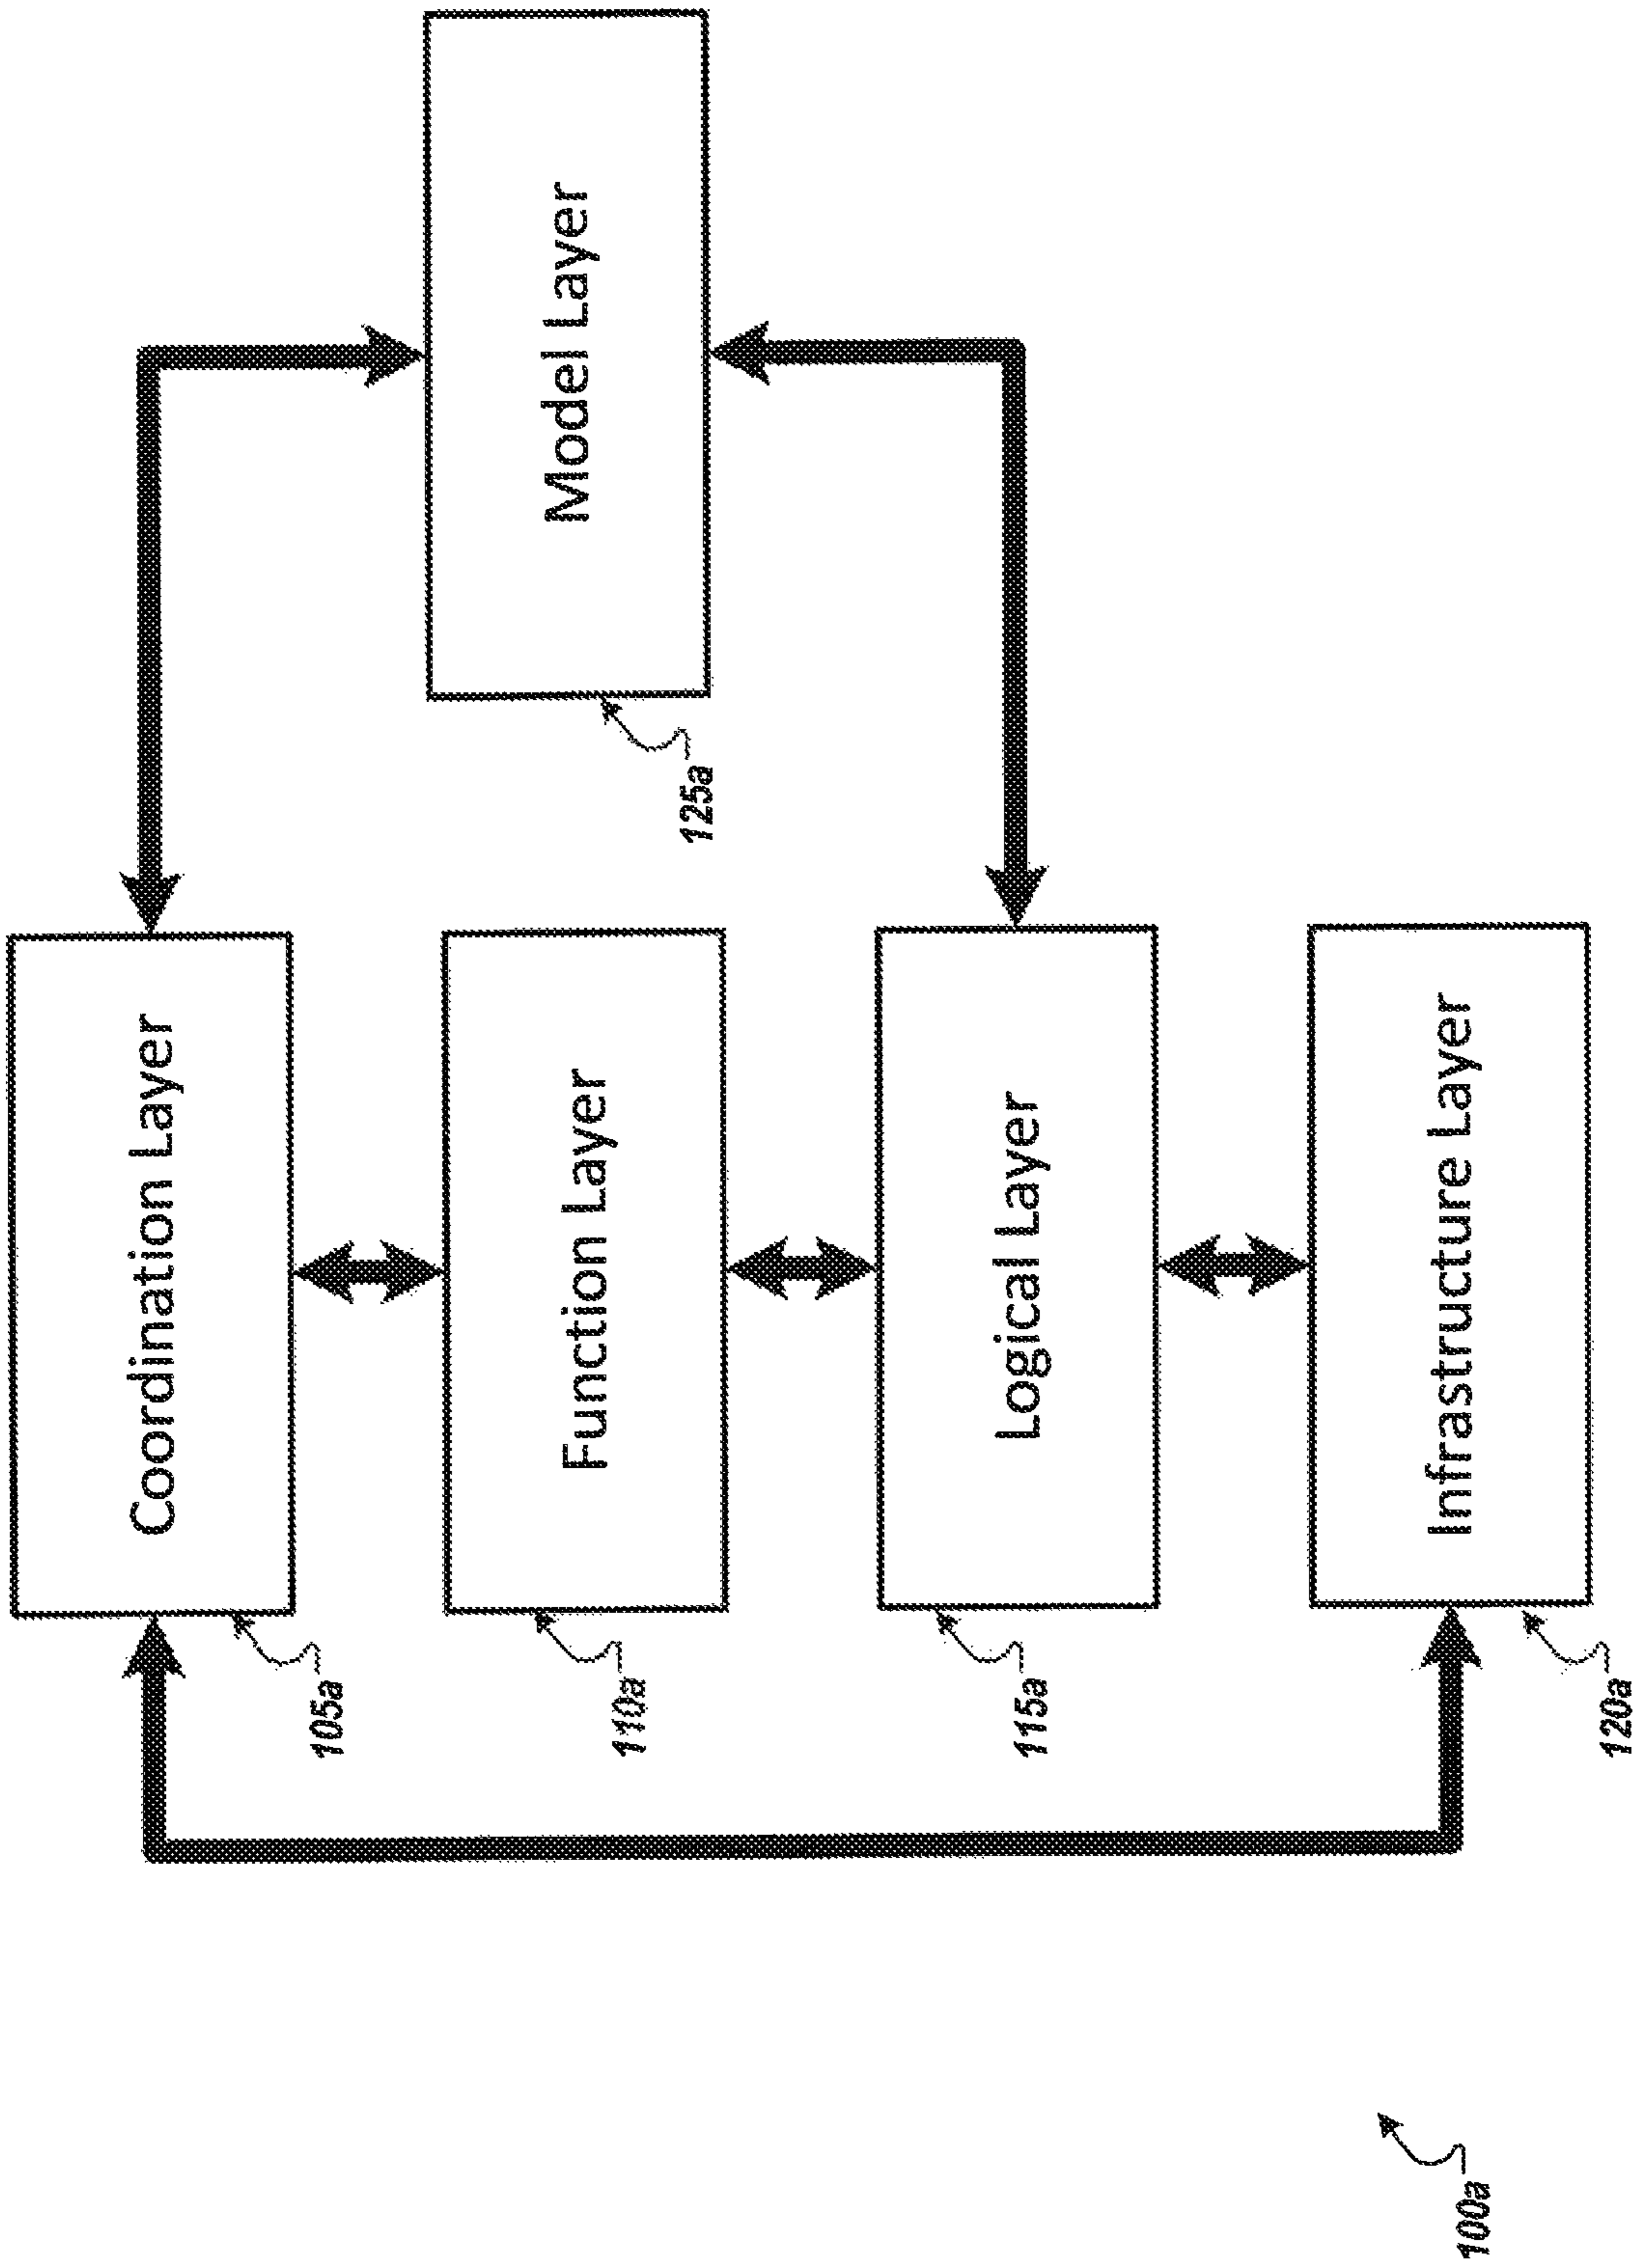 Coordination Layer
105a
Function Layer
110a
Model Layer
125a
Logical Layer
115a
Infrastructure Layer
120a
100a